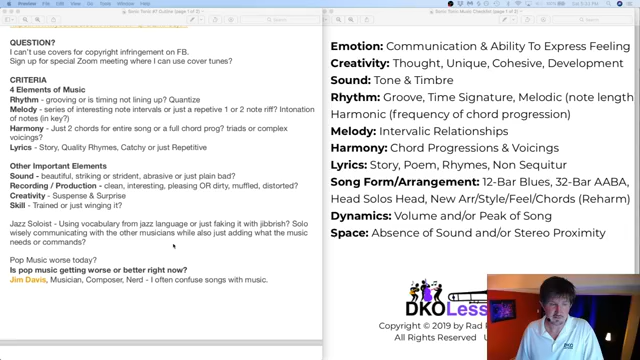 Preview File Edit View Go Tools Window Help
QUESTION?
I can't use covers for copyright infringement on FB.
Sign up for special Zoom meeting where I can use cover tunes?
CRITERIA
4 Elements of Music
Rhythm - grooving or is timing not lining up? Quantize
Melody - series of interesting note intervals or just a repetive 1 or 2 note riff? Intonation
of notes (in key?)
Harmony - Just 2 chords for entire song or a full chord prog? triads or complex
voicings?
Lyrics - Story, Quality Rhymes, Catchy or just Repetitive
Other Important Elements
Sound - beautiful, striking or strident, abrasive or just plain bad?
Recording / Production - clean, interesting, pleasing OR dirty, muffled, distorted?
Creativity - Suspense & Surprise
Skill - Trained or just winging it?
Jazz Soloist - Using vocabulary from jazz language or just faking it with jibbrish? Solo
wisely communicating with the other musicians while also just adding what the music
needs or commands?
Pop Music worse today?
Is pop music getting worse or better right now?
Jim Davis, Musician, Composer, Nerd - I often confuse songs with music.
Emotion: Communication & Ability To Express Feeling
Creativity: Thought, Unique, Cohesive, Development
Sound: Tone & Timbre
Rhythm: Groove, Time Signature, Melodic (note length
Harmonic (frequency of chord progression)
Melody: Intervalic Relationships
Harmony: Chord Progressions & Voicings
Lyrics: Story, Poem, Rhymes, Non Sequitur
Song Form/Arrangement: 12-Bar Blues, 32-Bar AABA,
Head Solos Head, New Arr/Style/Feel/Chords (Reharm)
Dynamics: Volume and/or Peak of Song
Space: Absence of Sound and/or Stereo Proximity
DKOLesso
Copyright © 2019 by Rad
All Rights Reserved
DKO